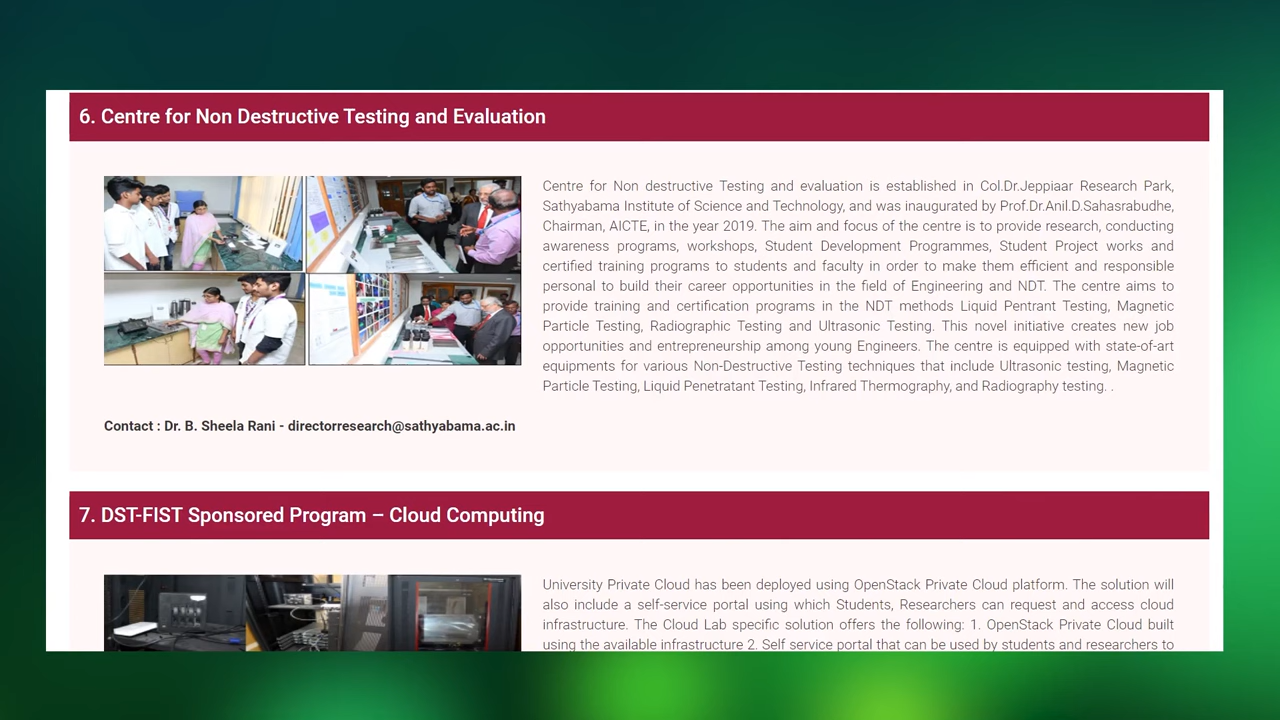 6. Centre for Non Destructive Testing and Evaluation
Centre for Non destructive Testing and evaluation is established in Col.Dr.Jeppiaar Research Park,
Sathyabama Institute of Science and Technology, and was inaugurated by Prof.Dr.Anil.D.Sahasrabudhe,
Chairman, AICTE, in the year 2019. The aim and focus of the centre is to provide research, conducting
awareness programs, workshops, Student Development Programmes, Student Project works and
certified training programs to students and faculty in order to make them efficient and responsible
personal to build their career opportunities in the field of Engineering and NDT. The centre aims to
provide training and certification programs in the NDT methods Liquid Pentrant Testing, Magnetic
Particle Testing, Radiographic Testing and Ultrasonic Testing. This novel initiative creates new job
opportunities and entrepreneurship among young Engineers. The centre is equipped with state-of-art
equipments for various Non-Destructive Testing techniques that include Ultrasonic testing, Magnetic
Particle Testing, Liquid Penetratant Testing, Infrared Thermography, and Radiography testing. .
Contact : Dr. B. Sheela Rani - directorresearch@sathyabama.ac.in
7. DST-FIST Sponsored Program – Cloud Computing
University Private Cloud has been deployed using OpenStack Private Cloud platform. The solution will
also include a self-service portal using which Students, Researchers can request and access cloud
infrastructure. The Cloud Lab specific solution offers the following: 1. OpenStack Private Cloud built
using the available infrastructure 2. Self service portal that can be used by students and researchers to